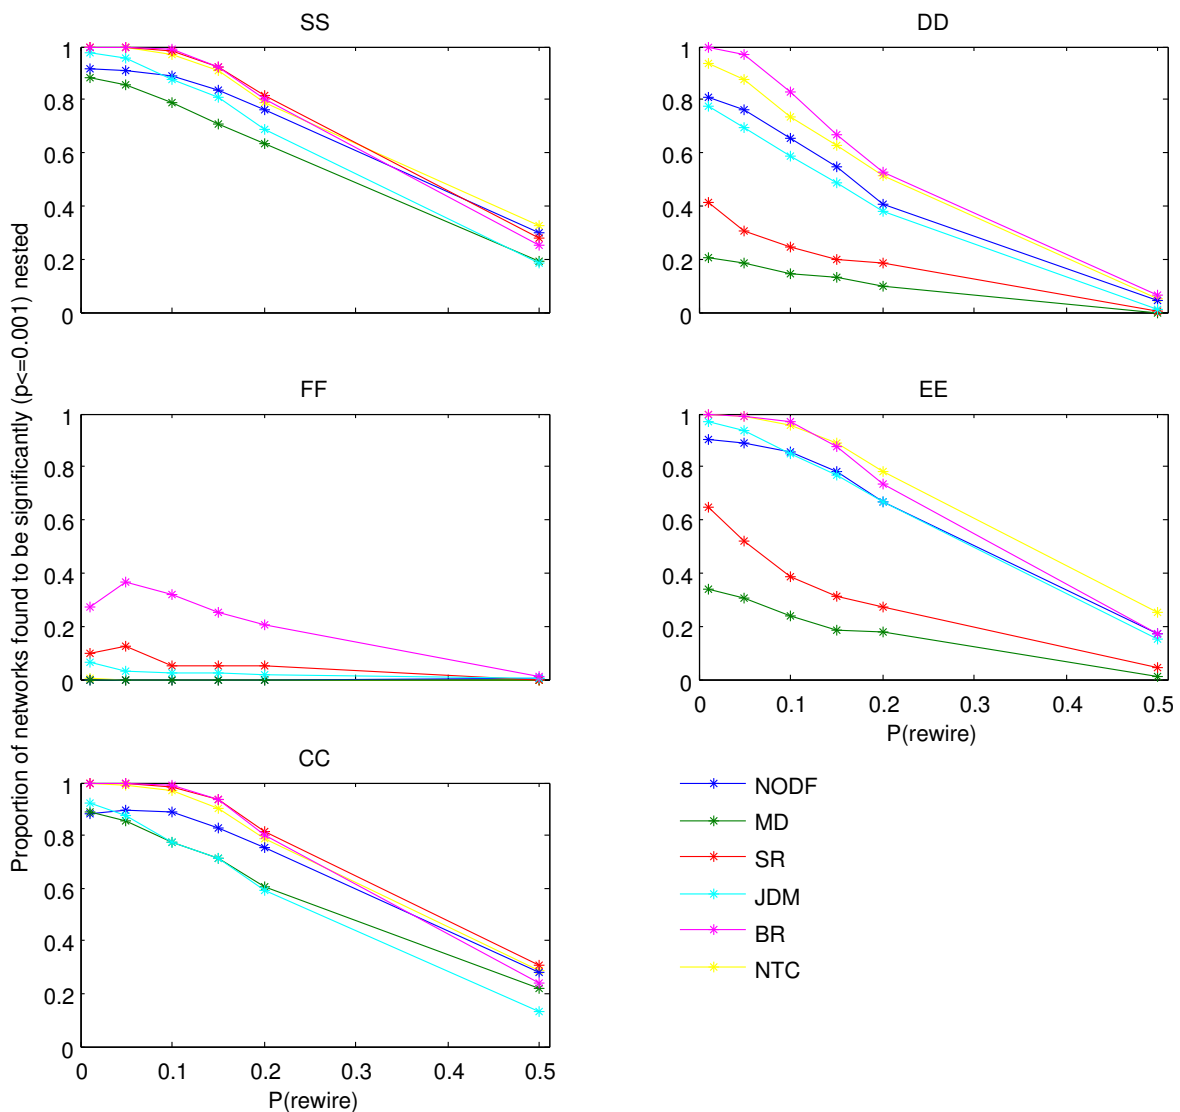 SS
1
0.8
0.6
0.4
0.2
0
DD
1
0.8
0.6
0.4
0.2
0
Proportion of networks found to be significantly (p<=0.001) nested
FF
1
0.8
0.6
0.4
0.2
0
EE
1
0.8
0.6
0.4
0.2
0
0 0.1 0.2 0.3 0.4 0.5
P(rewire)
CC
1
0.8
0.6
0.4
0.2
0
0 0.1 0.2 0.3 0.4 0.5
P(rewire)
NODF
MD
SR
JDM
BR
NTC